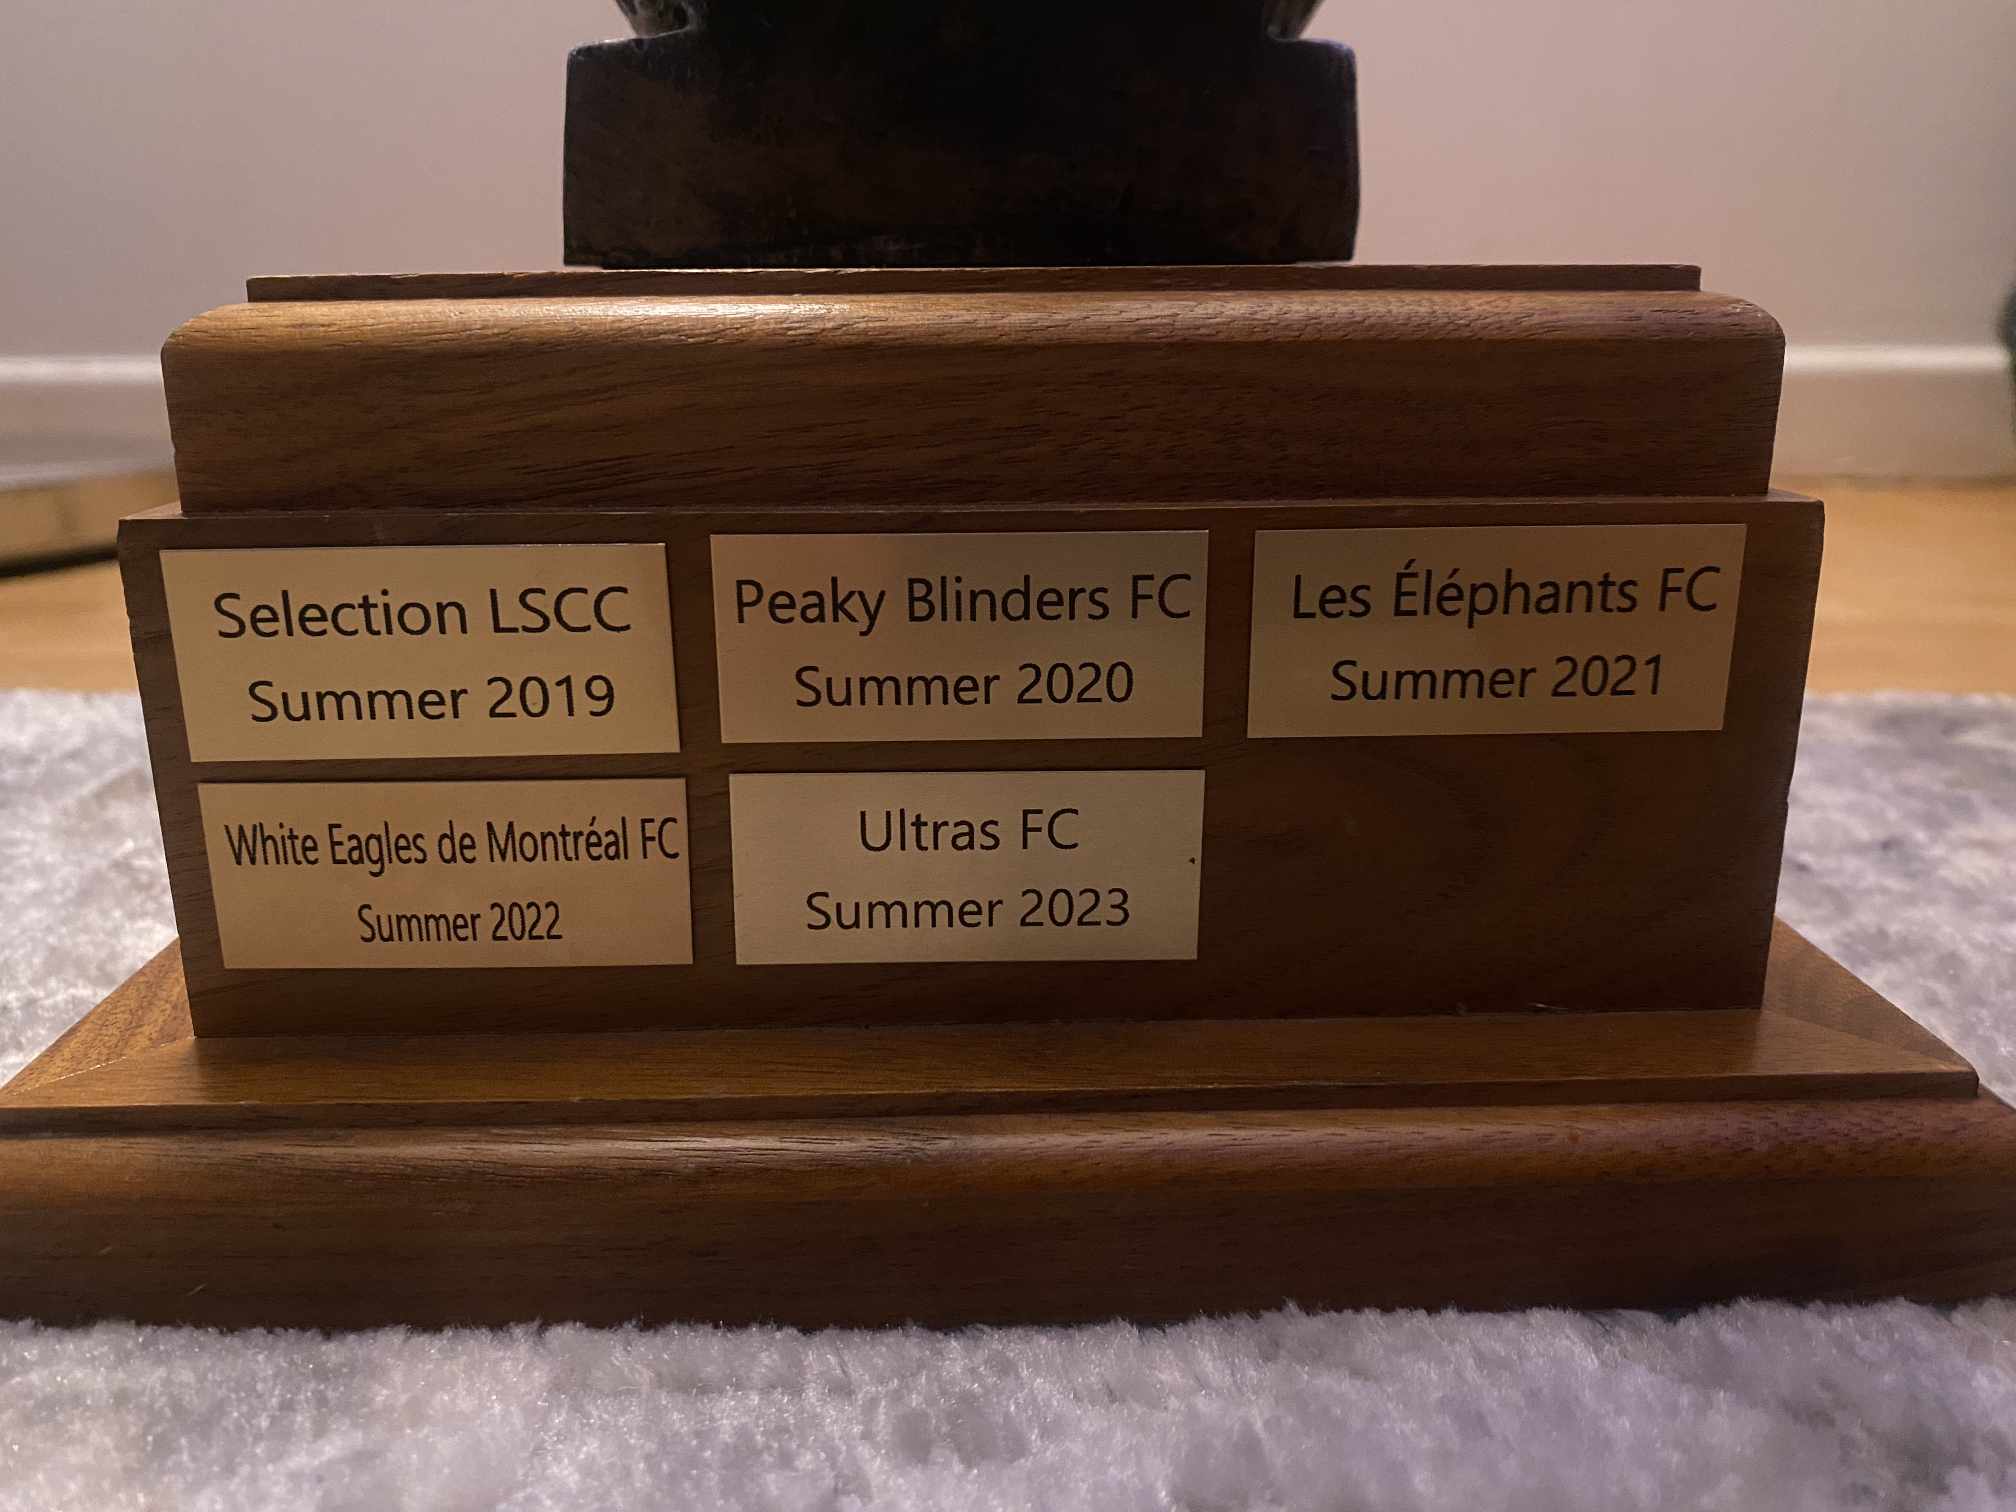 Selection LSCC
Summer 2019
Peaky Blinders FC
Summer 2020
Les Éléphants FC
Summer 2021
White Eagles de Montréal FC
Summer 2022
Ultras FC
Summer 2023